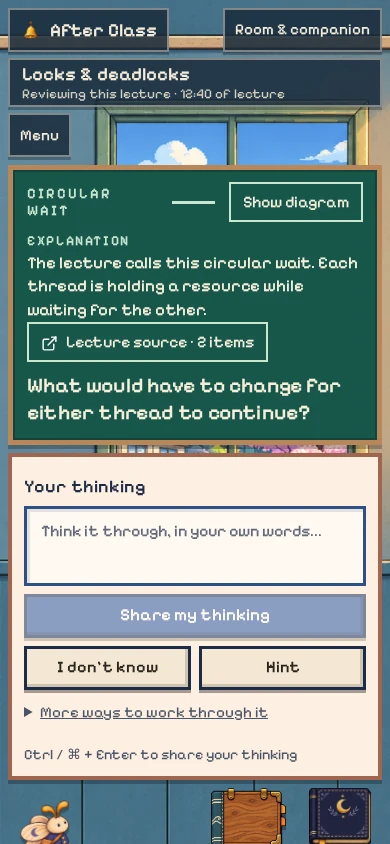 After Class
Room & companion
Locks & deadlocks
Reviewing this lecture · 12:40 of lecture
Menu
CIRCULAR
WAIT
Show diagram
EXPLANATION
The lecture calls this circular wait. Each
thread is holding a resource while
waiting for the other.
Lecture source · 2 items
What would have to change for
either thread to continue?
Your thinking
Think it through, in your own words...
Share my thinking
I don't know
Hint
More ways to work through it
Ctrl / ⌘ + Enter to share your thinking